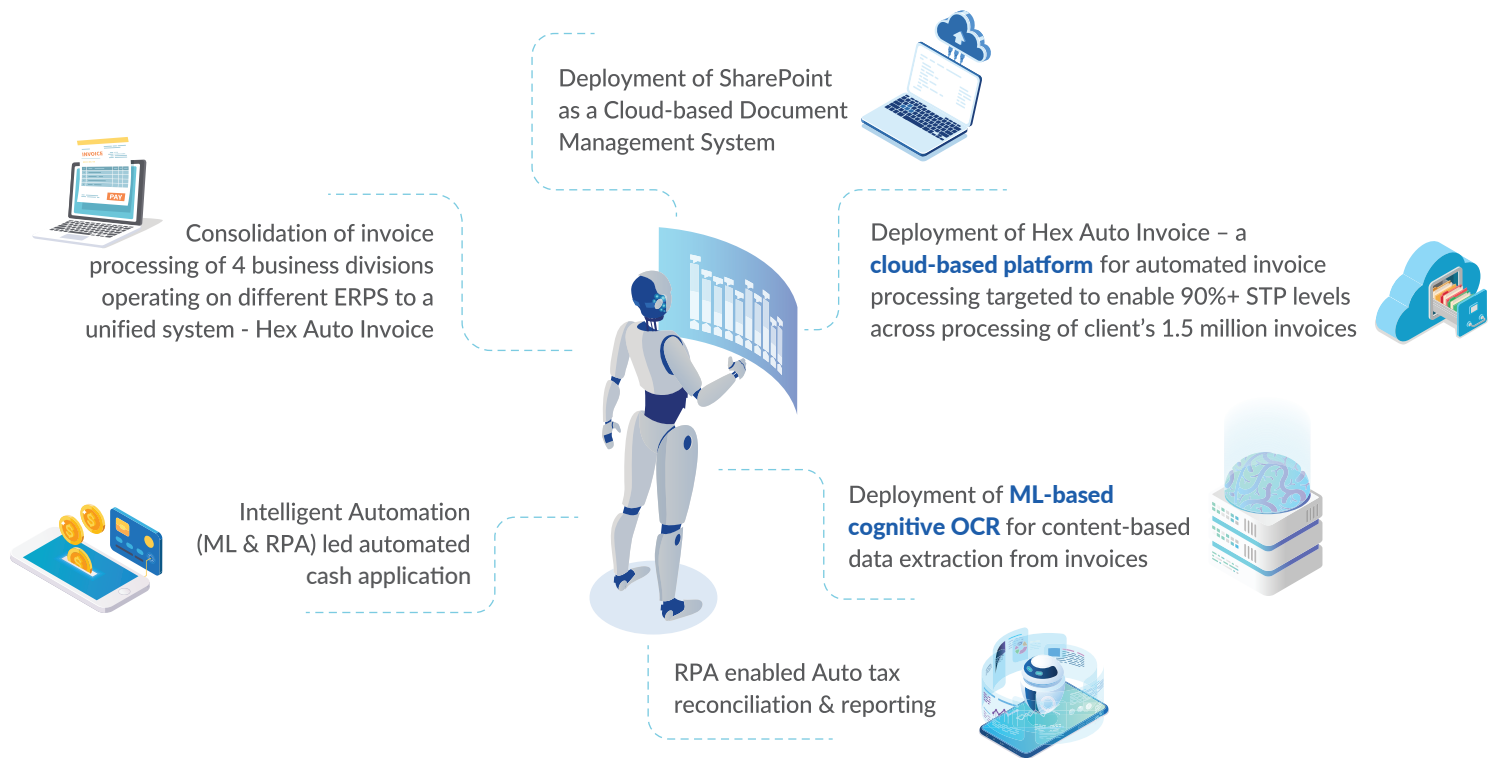 Deployment of SharePoint
as a Cloud-based Document
Management System
INVOICE
PAY
Consolidation of invoice
processing of 4 business divisions
operating on different ERPS to a
unified system - Hex Auto Invoice
Deployment of Hex Auto Invoice – a
cloud-based platform for automated invoice
processing targeted to enable 90%+ STP levels
across processing of client’s 1.5 million invoices
Intelligent Automation
(ML & RPA) led automated
cash application
Deployment of ML-based
cognitive OCR for content-based
data extraction from invoices
RPA enabled Auto tax
reconciliation & reporting